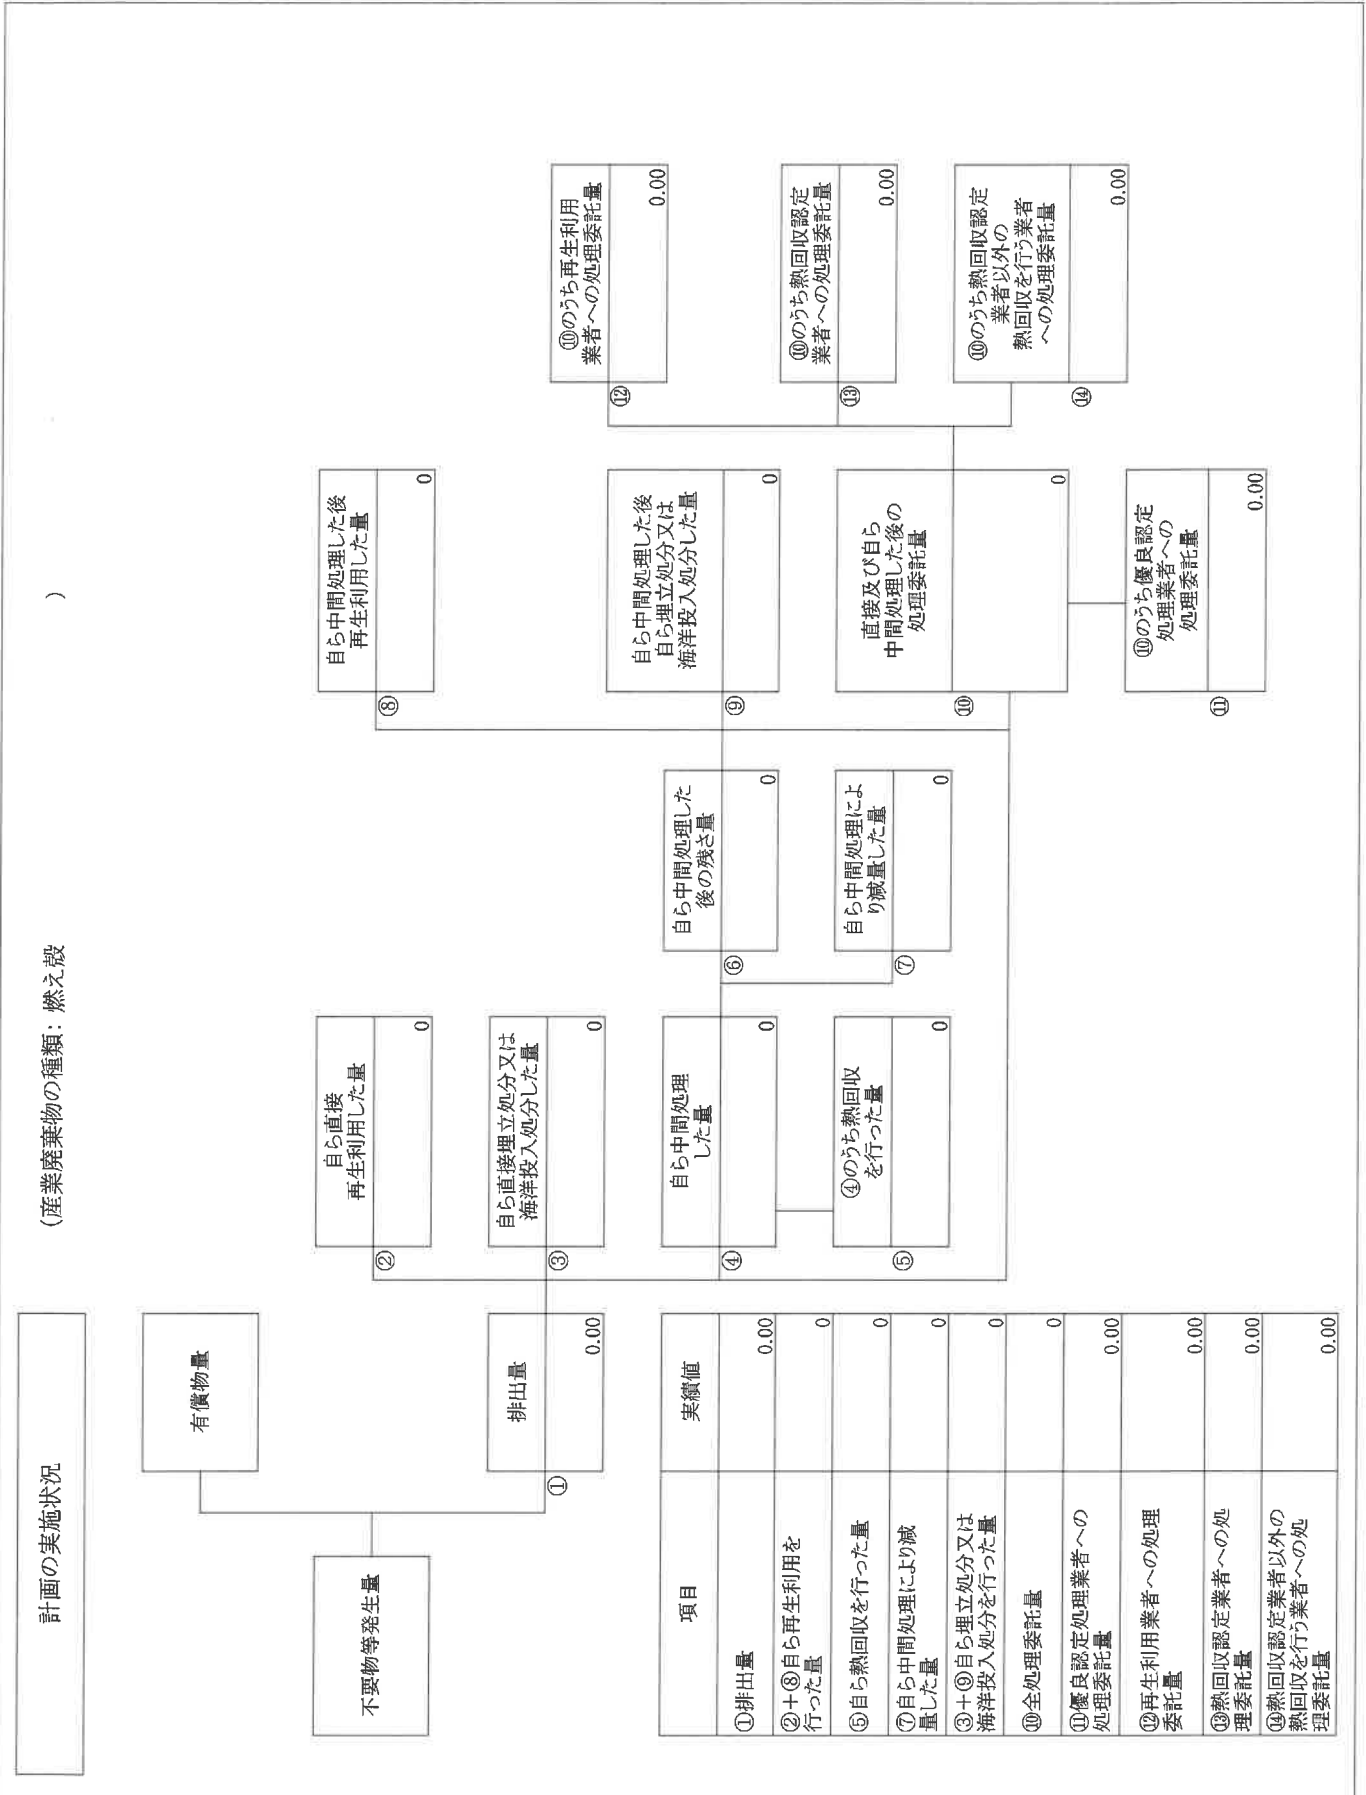 計画の実施状況
(産業廃棄物の種類: 燃え殻
)
不要物等発生量
有償物量
①
排出量
0.00
②
自ら直接
再生利用した量
0
③
自ら直接埋立処分又は
海洋投入処分した量
0
④
自ら中間処理
した量
0
⑤
④のうち熱回収
を行った量
0
⑥
自ら中間処理した
後の残さ量
0
⑦
自ら中間処理によ
り減量した量
0
⑧
自ら中間処理した後
再生利用した量
0
⑨
自ら中間処理した後
自ら埋立処分又は
海洋投入処分した量
0
⑩
直接及び自ら
中間処理した後の
処理委託量
0
⑪
⑩のうち優良認定
処理業者への
処理委託量
0.00
⑫
⑩のうち再生利用
業者への処理委託量
0.00
⑬
⑩のうち熱回収認定
業者への処理委託量
0.00
⑭
⑩のうち熱回収認定
業者以外の
熱回収を行う業者
への処理委託量
0.00
項目 実績値
①排出量 0.00
②+⑧自ら再生利用を
行った量 0
⑤自ら熱回収を行った量 0
⑦自ら中間処理により減
量した量 0
③+⑨自ら埋立処分又は
海洋投入処分を行った量 0
⑩全処理委託量 0
⑪優良認定処理業者への
処理委託量 0.00
⑫再生利用業者への処理
委託量 0.00
⑬熱回収認定業者への処
理委託量 0.00
⑭熱回収認定業者以外の
熱回収を行う業者への処
理委託量 0.00